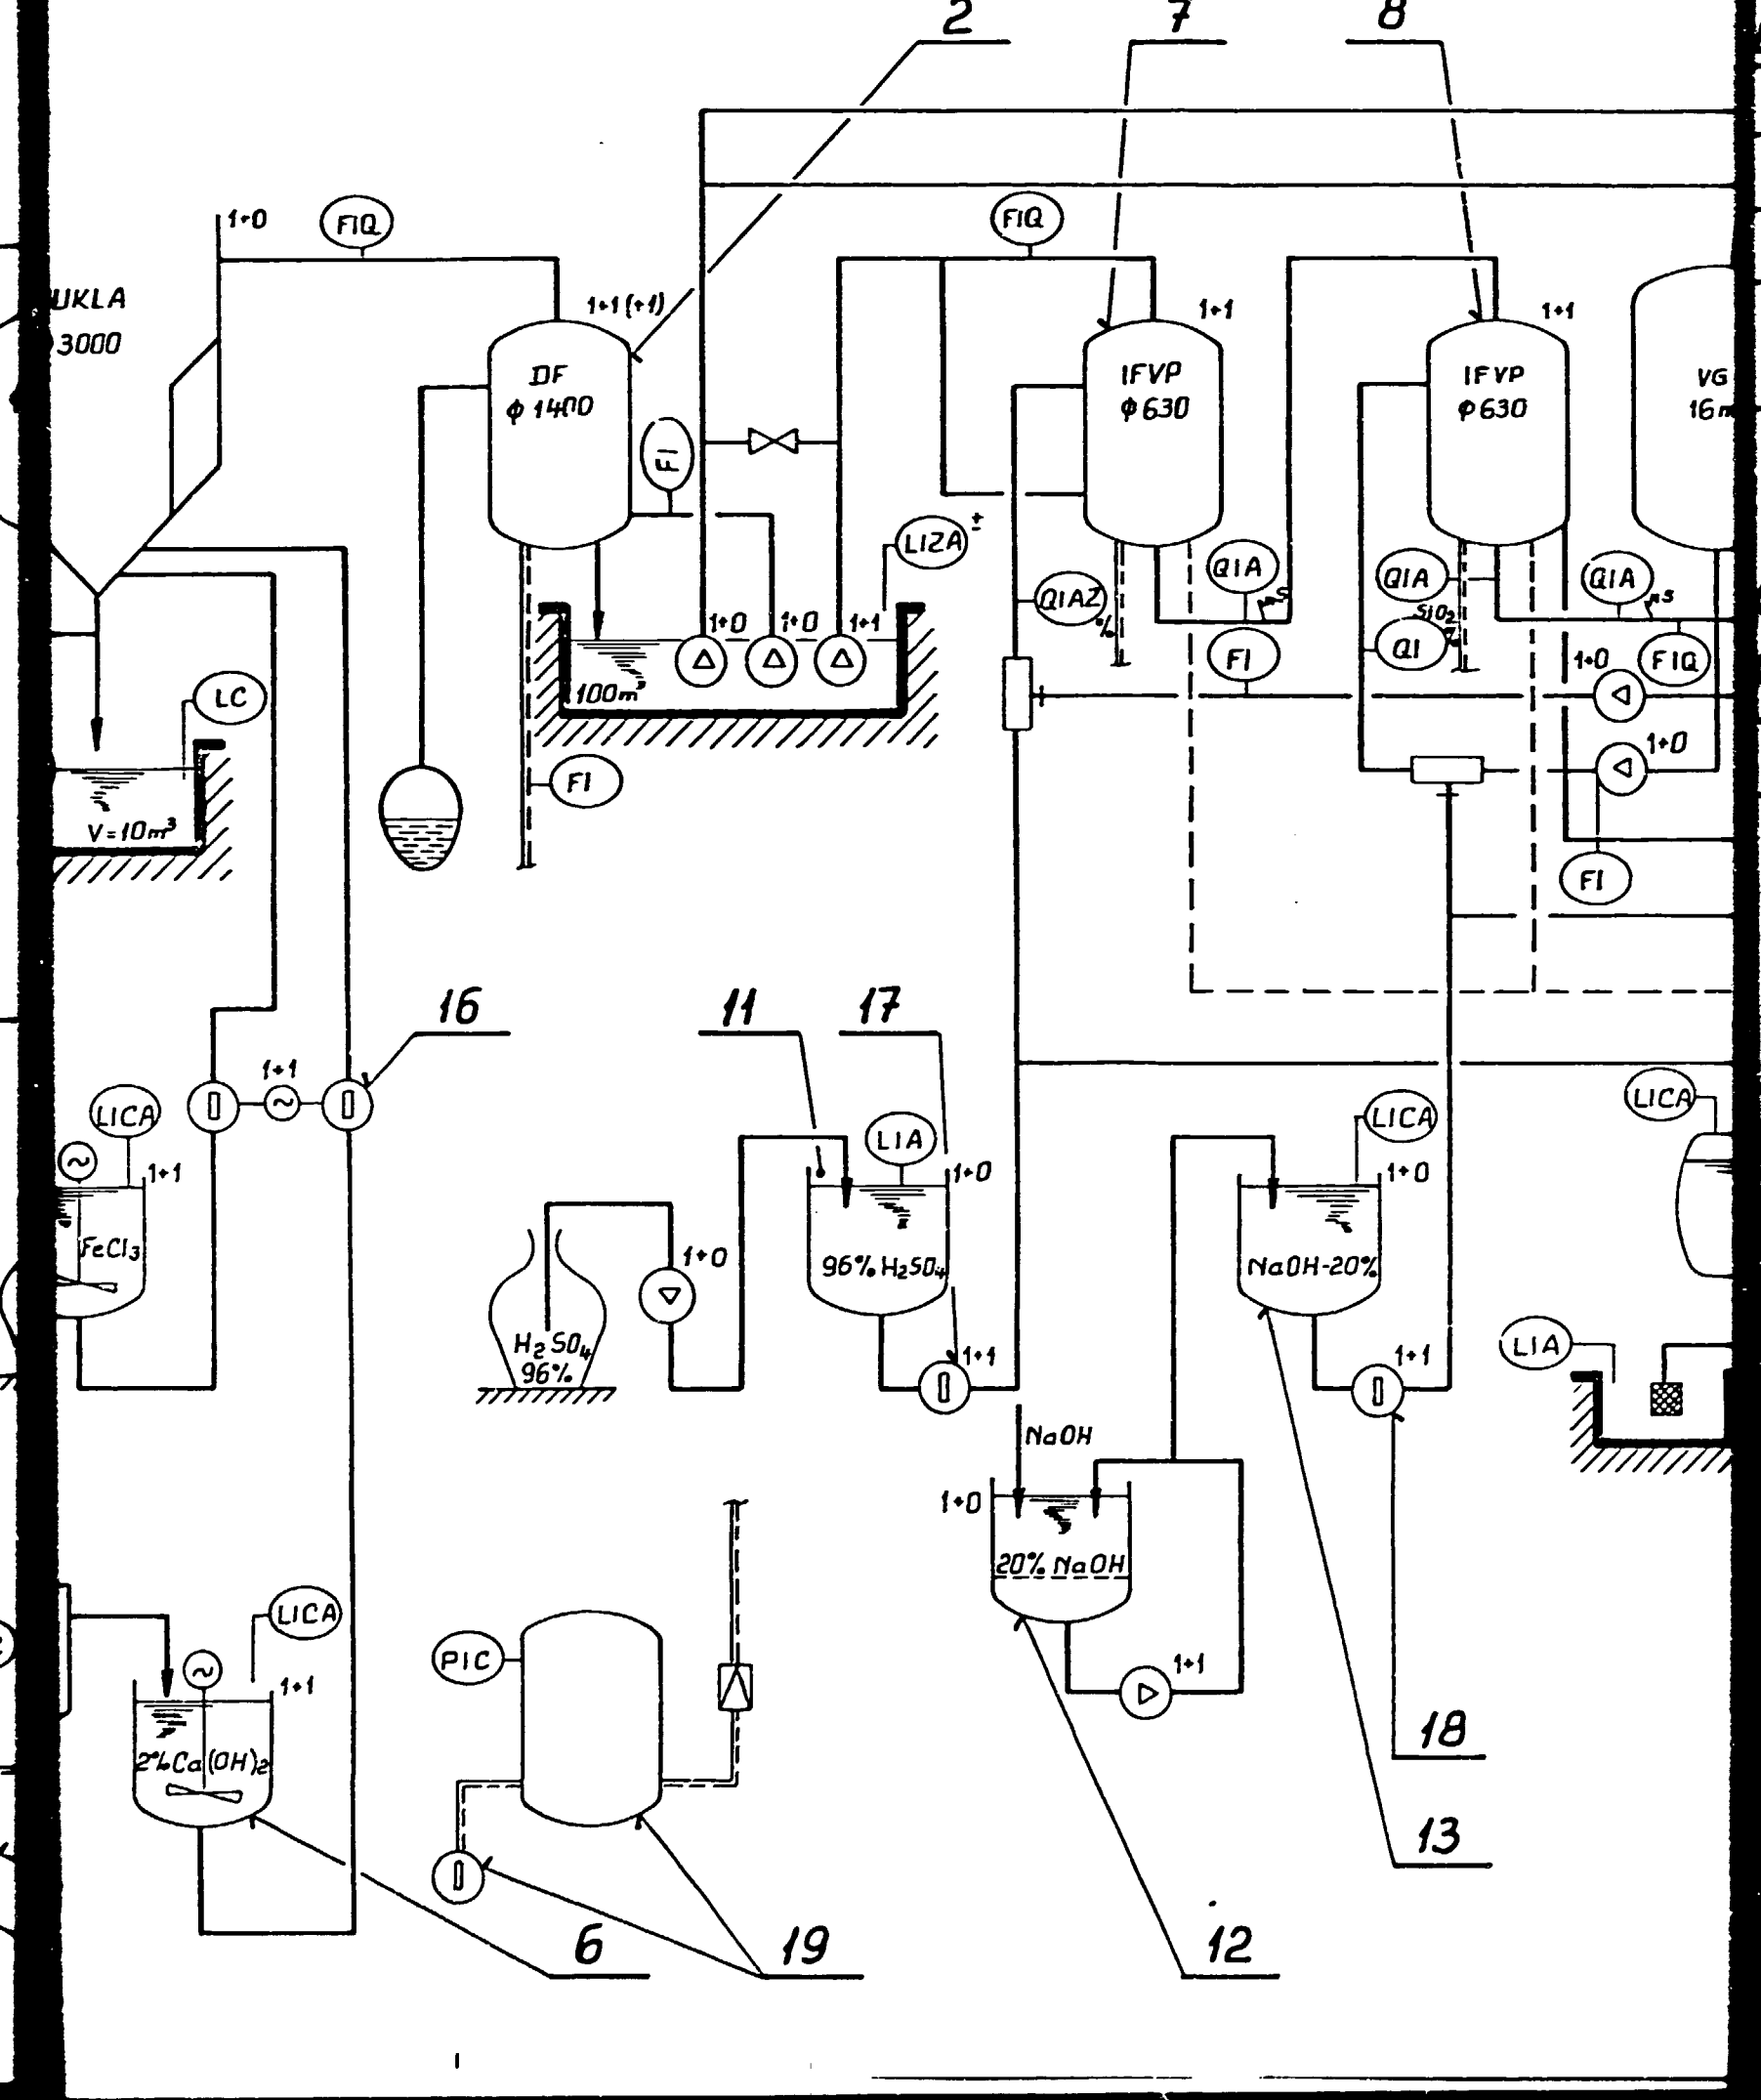 2
7
8
1+0
FIQ
FIQ
UKLA
3000
1+1 (+1)
1+1
1+1
DF
φ 1400
IFVP
φ 630
IFVP
φ 630
VG
16 m
FI
LIZA ±
QIAZ
%
QIA
S
QIA
SiO₂
QI
QIA
S
1+0
1+0
1+1
100m³
FI
1+0
FIQ
LC
V=10m³
FI
1+0
FI
16
11
17
1+1
LICA
1+1
FeCl₃
LIA
1+0
LICA
1+0
LICA
1+0
96% H₂SO₄
NaOH-20%
H₂SO₄
96%
1+1
1+1
LIA
NaOH
1+0
20% NaOH
1+1
LICA
1+1
2% Ca(OH)₂
PIC
18
13
6
19
12